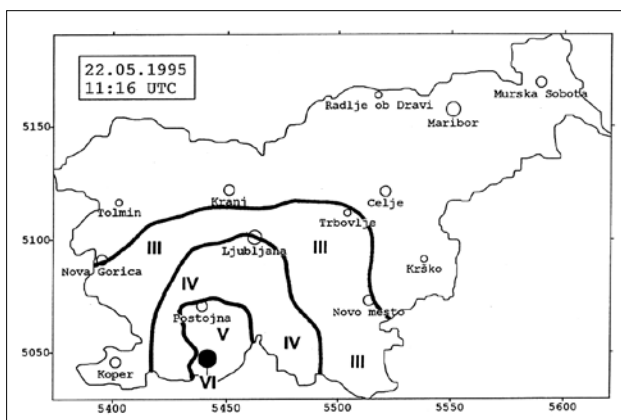 22.05.1995
11:16 UTC
Murska Sobota
Radlje ob Dravi
Maribor
5150
Kranj
Celje
Tolmin
Trbovlje
5100
III
Ljubljana
III
Nova Gorica
Krško
IV
Novo mesto
Postojna
V
IV
5050
Koper
III
VI
5400
5450
5500
5550
5600